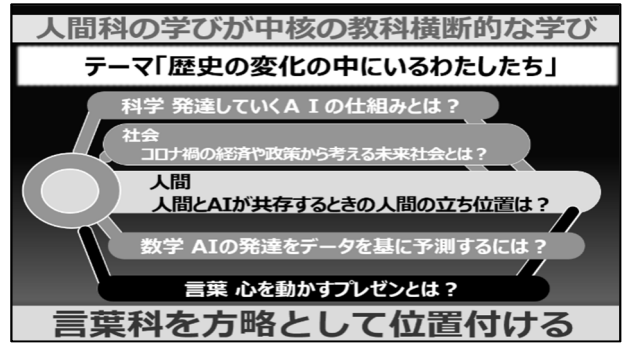 人間科の学びが中核の教科横断的な学び
テーマ「歴史の変化の中にいるわたしたち」
科学 発達していくAIの仕組みとは？
社会
コロナ禍の経済や政策から考える未来社会とは？
人間
人間とAIが共存するときの人間の立ち位置は？
数学 AIの発達をデータを基に予測するには？
言葉 心を動かすプレゼンとは？
言葉科を方略として位置付ける